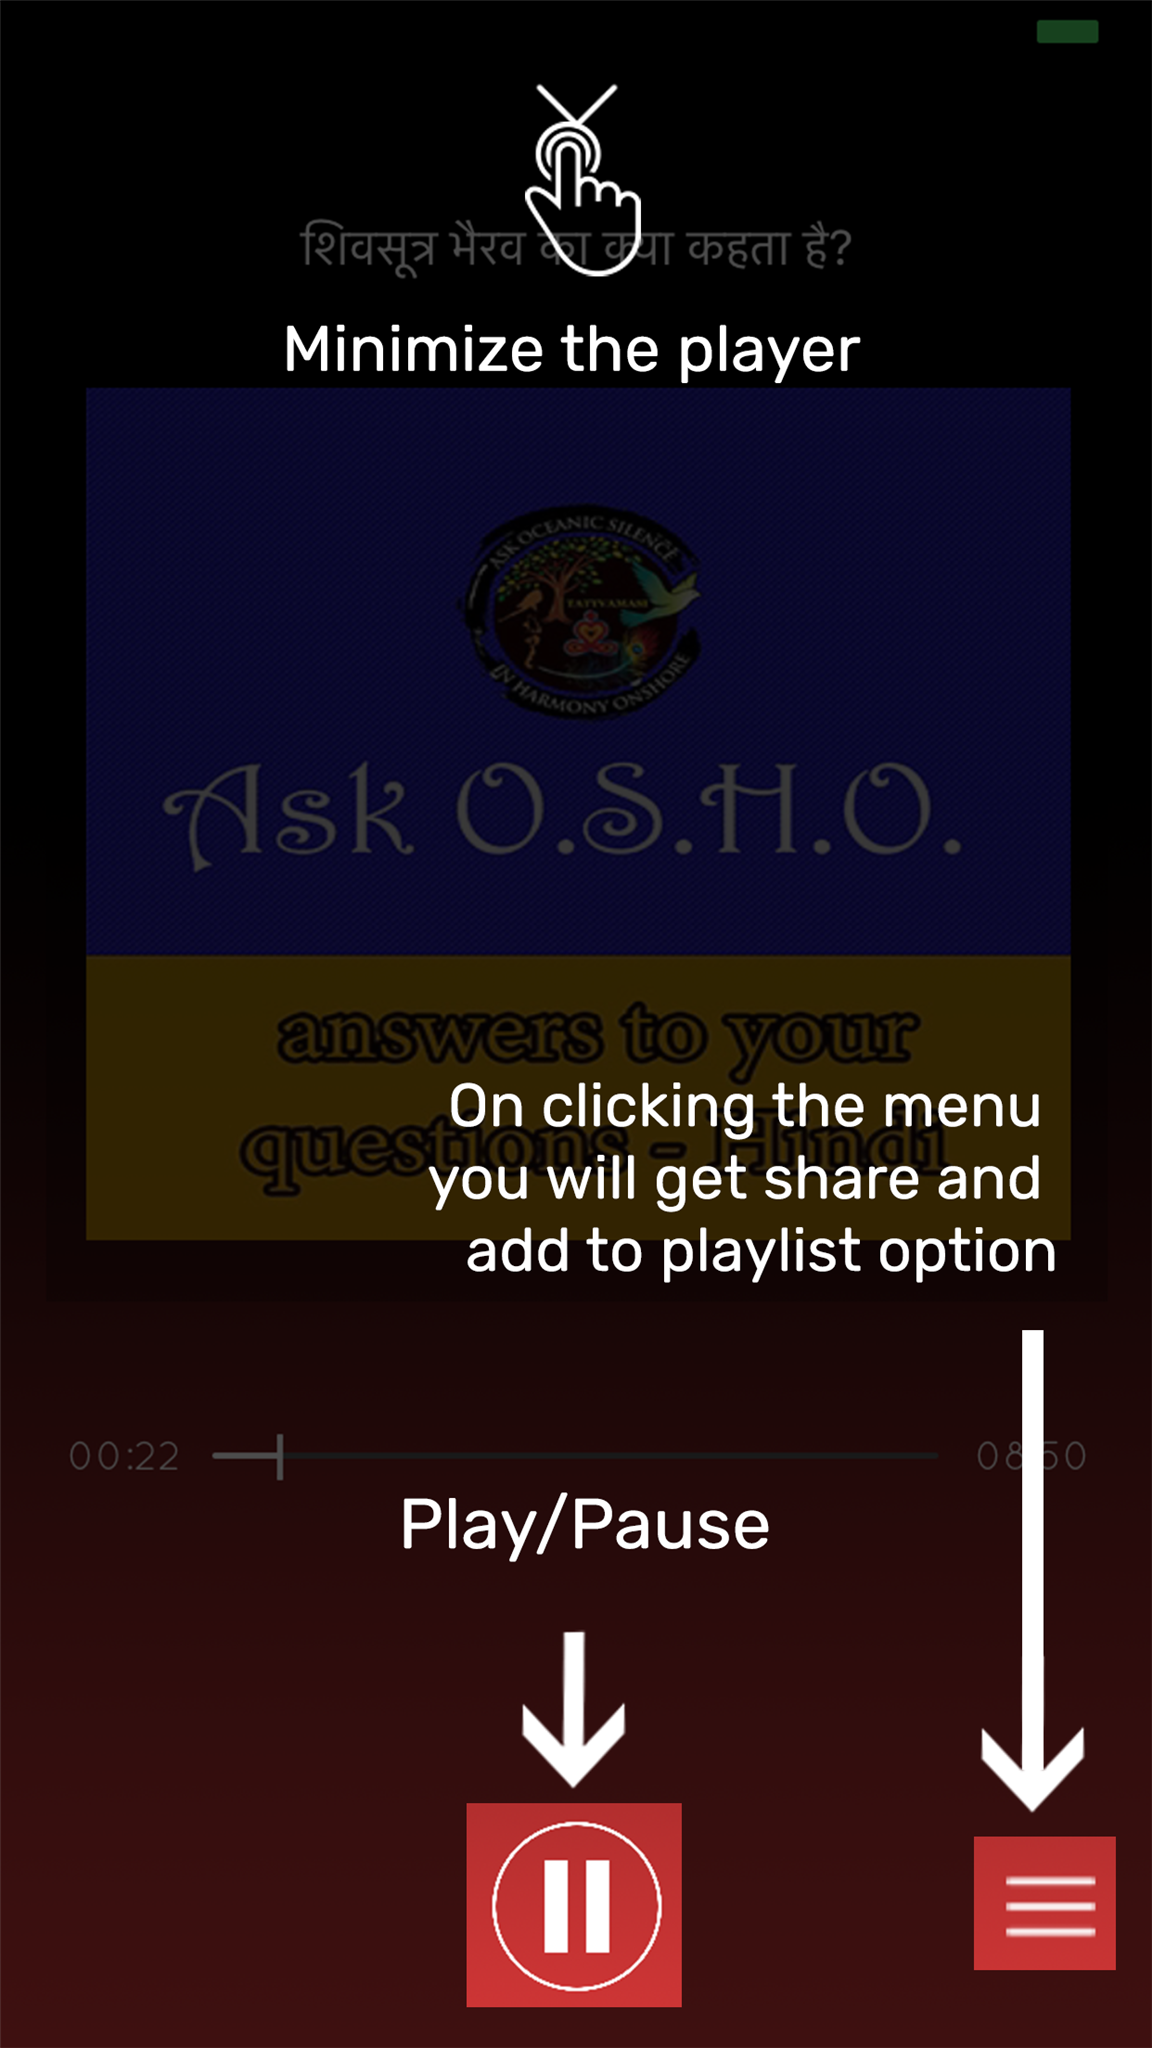 शिवसूत्र भैरव का क्या कहता है?
Minimize the player
ASK OCEANIC SILENCE
TATTVAMASI
IN HARMONY ONSHORE
Ask O.S.H.O.
answers to your
questions - Hindi
On clicking the menu
you will get share and
add to playlist option
00:22
08:50
Play/Pause